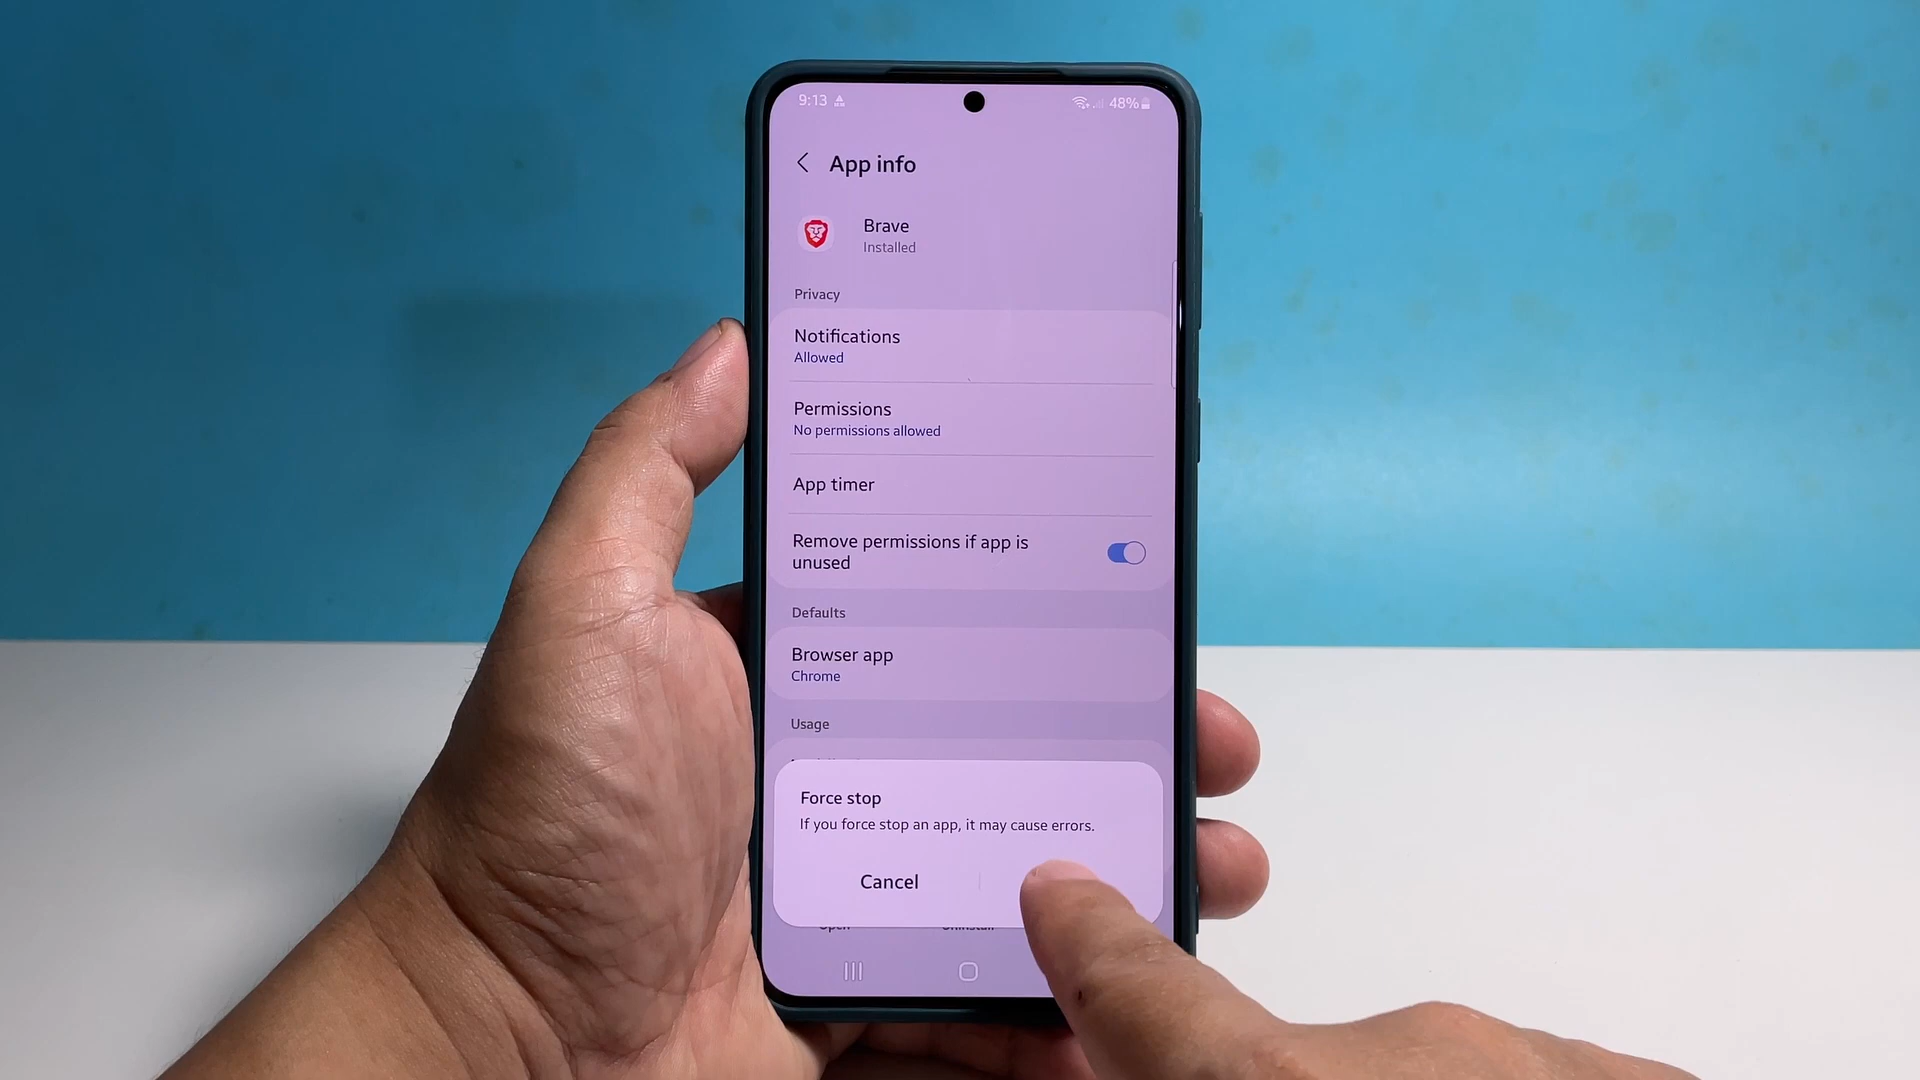 9:13
48%
App info
Brave
Installed
Privacy
Notifications
Allowed
Permissions
No permissions allowed
App timer
Remove permissions if app is
unused
Defaults
Browser app
Chrome
Usage
Force stop
If you force stop an app, it may cause errors.
Cancel
Open
Uninstall